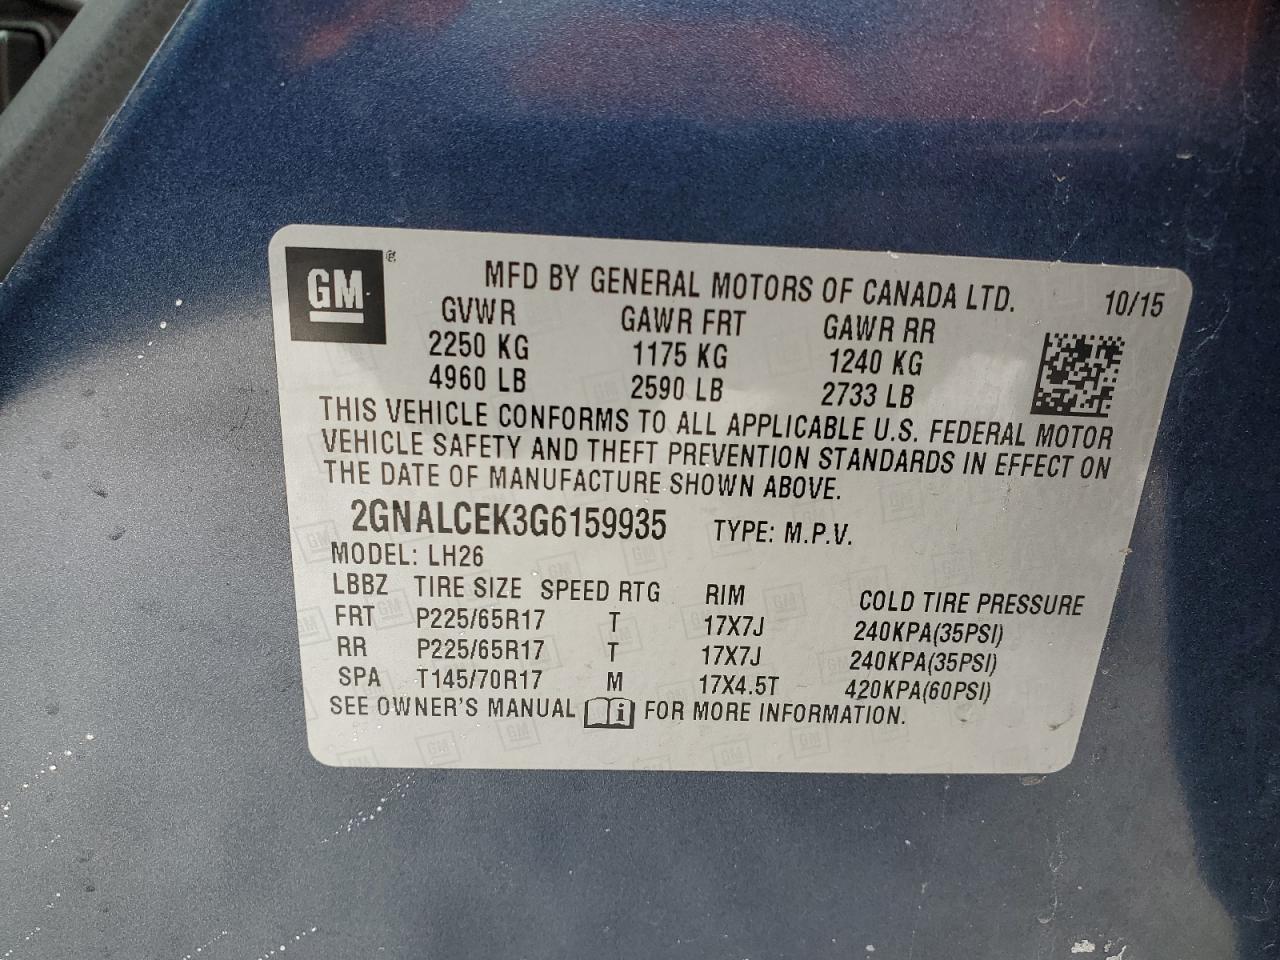 GM ®
MFD BY GENERAL MOTORS OF CANADA LTD. 10/15
GVWR GAWR FRT GAWR RR
2250 KG 1175 KG 1240 KG
4960 LB 2590 LB 2733 LB
THIS VEHICLE CONFORMS TO ALL APPLICABLE U.S. FEDERAL MOTOR
VEHICLE SAFETY AND THEFT PREVENTION STANDARDS IN EFFECT ON
THE DATE OF MANUFACTURE SHOWN ABOVE.
2GNALCEK3G6159935 TYPE: M.P.V.
MODEL: LH26
LBBZ TIRE SIZE SPEED RTG RIM COLD TIRE PRESSURE
FRT P225/65R17 T 17X7J 240KPA(35PSI)
RR P225/65R17 T 17X7J 240KPA(35PSI)
SPA T145/70R17 M 17X4.5T 420KPA(60PSI)
SEE OWNER'S MANUAL i FOR MORE INFORMATION.